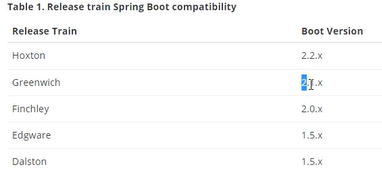 Table 1. Release train Spring Boot compatibility
Release Train Boot Version
Hoxton 2.2.x
Greenwich 2.1.x
Finchley 2.0.x
Edgware 1.5.x
Dalston 1.5.x